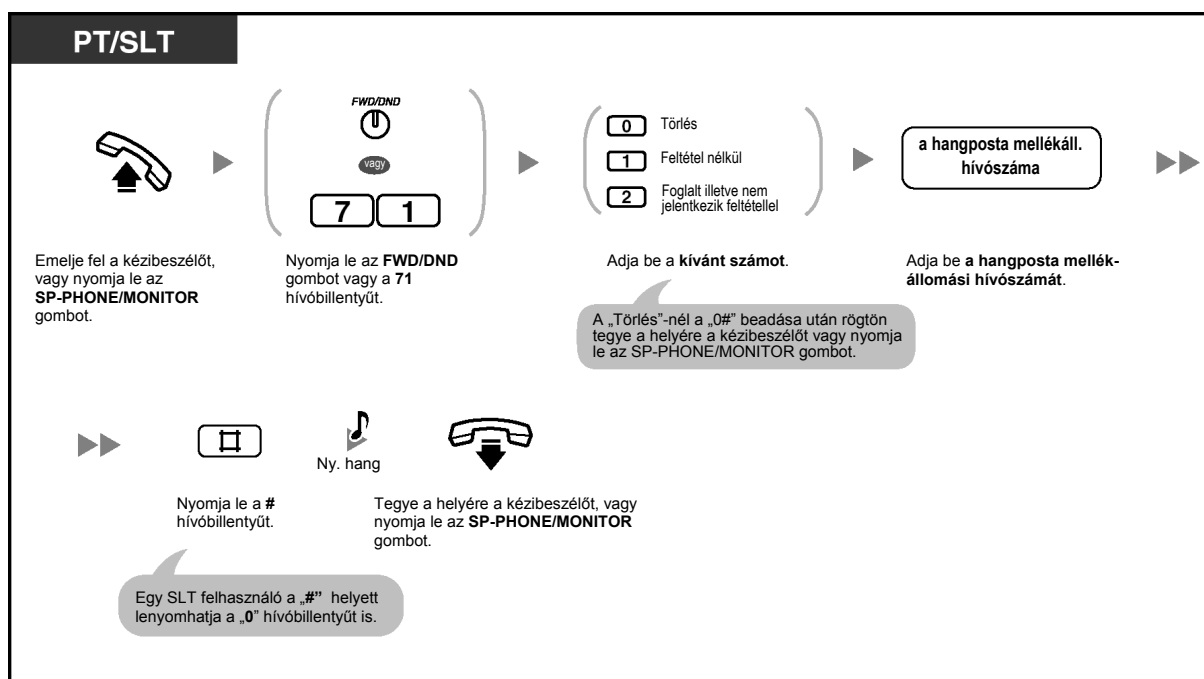 PT/SLT
FWD/DND
vagy
7 1
0 Törlés
1 Feltétel nélkül
2 Foglalt illetve nem
jelentkezik feltétellel
a hangposta mellékáll.
hívószáma
Emelje fel a kézibeszélőt,
vagy nyomja le az
SP-PHONE/MONITOR
gombot.
Nyomja le az FWD/DND
gombot vagy a 71
hívóbillentyűt.
Adja be a kívánt számot.
A „Törlés”-nél a „0#” beadása után rögtön
tegye a helyére a kézibeszélőt vagy nyomja
le az SP-PHONE/MONITOR gombot.
Adja be a hangposta mellék-
állomási hívószámát.
#
Ny. hang
Nyomja le a #
hívóbillentyűt.
Tegye a helyére a kézibeszélőt, vagy
nyomja le az SP-PHONE/MONITOR
gombot.
Egy SLT felhasználó a „#” helyett
lenyomhatja a „0” hívóbillentyűt is.